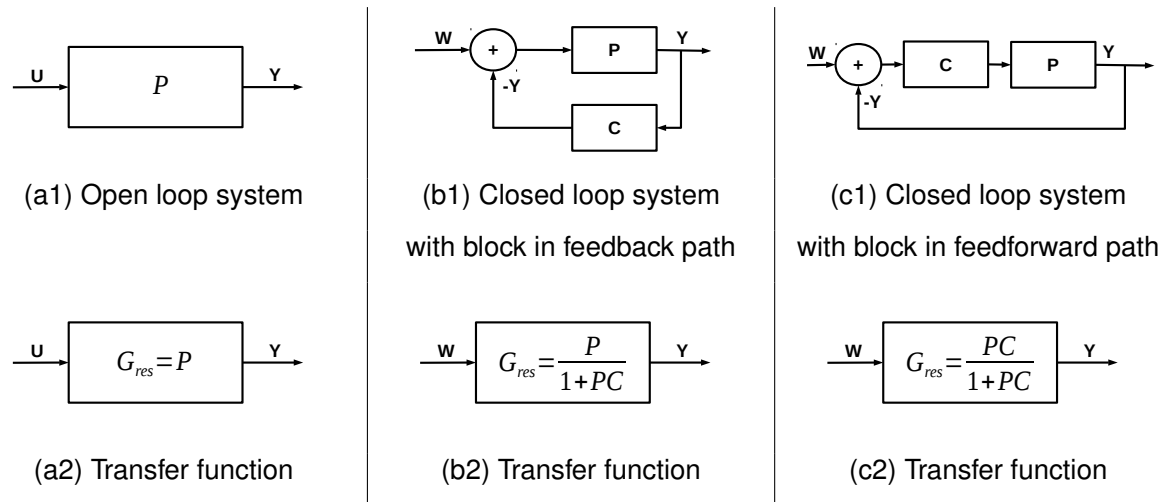 U
P
Y
(a1) Open loop system
W
+
P
Y
-Y
C
(b1) Closed loop system
with block in feedback path
W
+
C
P
Y
-Y
(c1) Closed loop system
with block in feedforward path
U
G_res=P
Y
(a2) Transfer function
W
G_res=P/(1+PC)
Y
(b2) Transfer function
W
G_res=PC/(1+PC)
Y
(c2) Transfer function